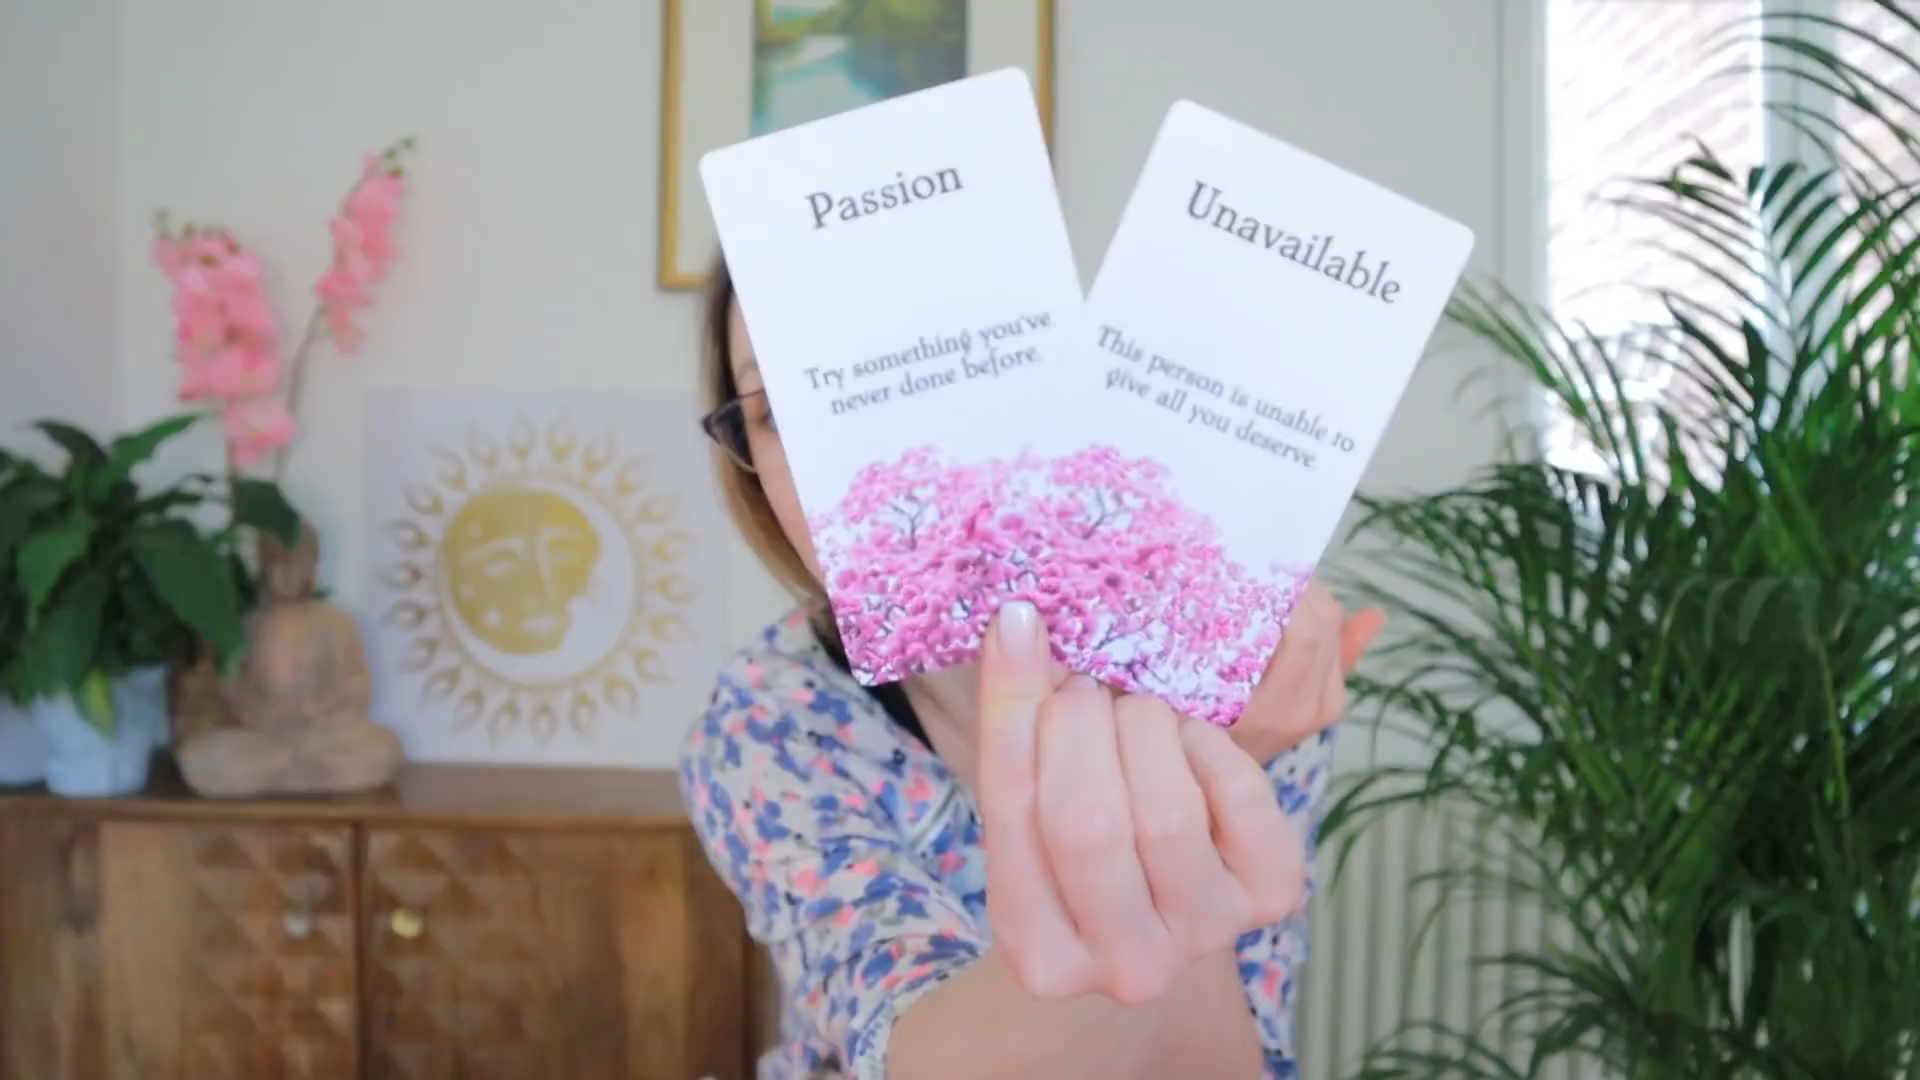 Passion
Try something you've
never done before.
Unavailable
This person is unable to
give all you deserve.